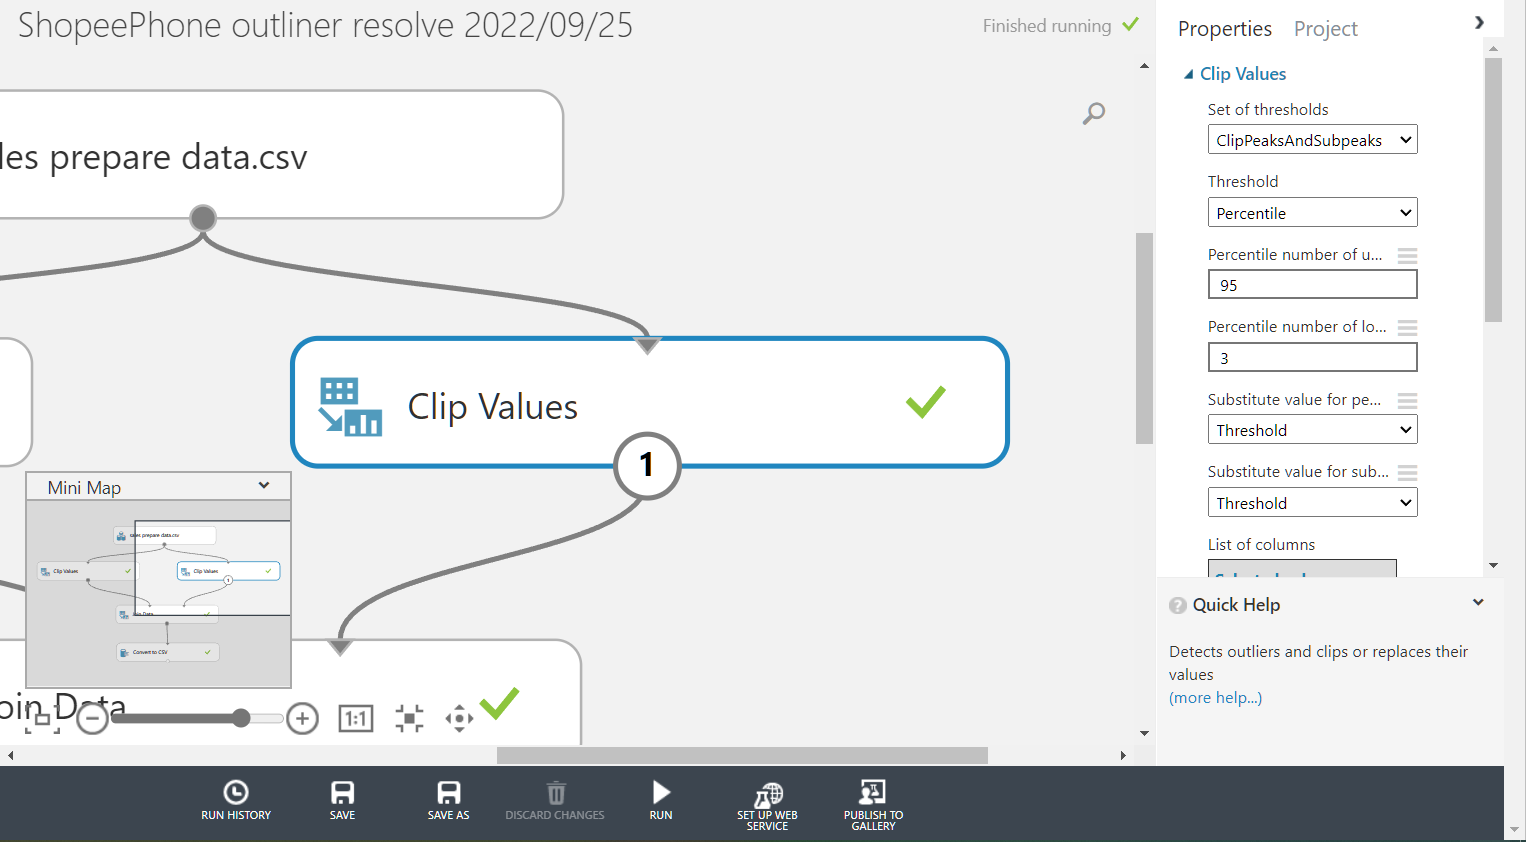 ShopeePhone outliner resolve 2022/09/25
Finished running
les prepare data.csv
Clip Values
1
Mini Map
sales prepare data.csv
Clip Values
Clip Values
1
Data
Convert to CSV
oin Data
1:1
Properties Project
Clip Values
Set of thresholds
ClipPeaksAndSubpeaks
Threshold
Percentile
Percentile number of u...
95
Percentile number of lo...
3
Substitute value for pe...
Threshold
Substitute value for sub...
Threshold
List of columns
Quick Help
Detects outliers and clips or replaces their
values
(more help...)
RUN HISTORY
SAVE
SAVE AS
DISCARD CHANGES
RUN
SET UP WEB
SERVICE
PUBLISH TO
GALLERY